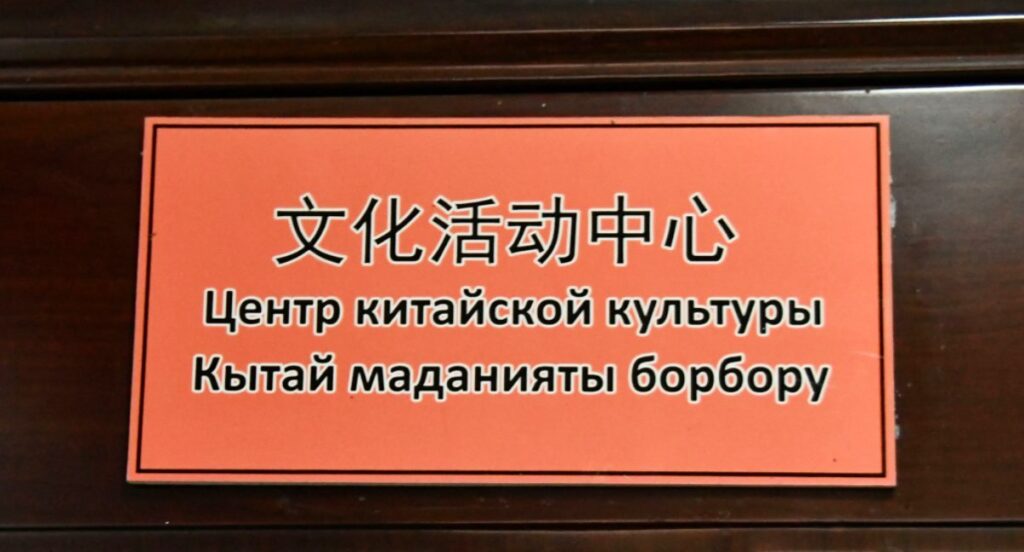 文化活动中心
Центр китайской культуры
Кытай маданияты борбору